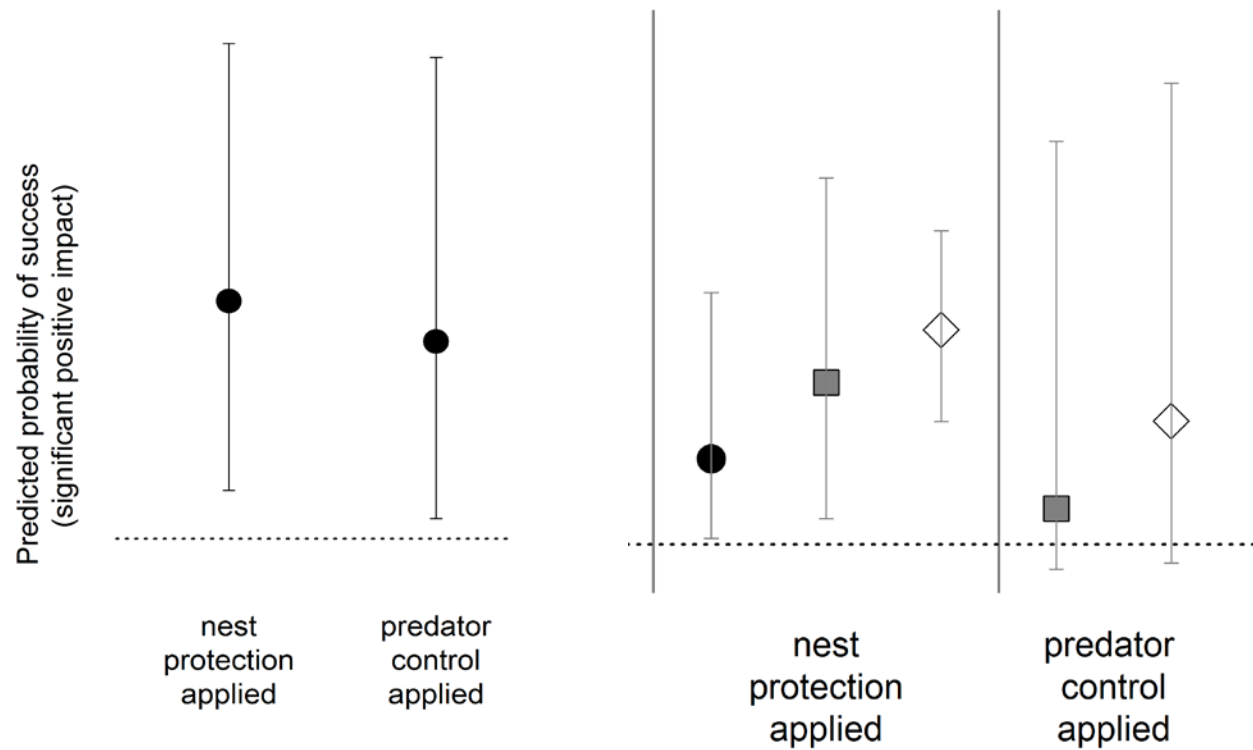 Predicted probability of success
(significant positive impact)
nest
protection
applied
predator
control
applied
nest
protection
applied
predator
control
applied